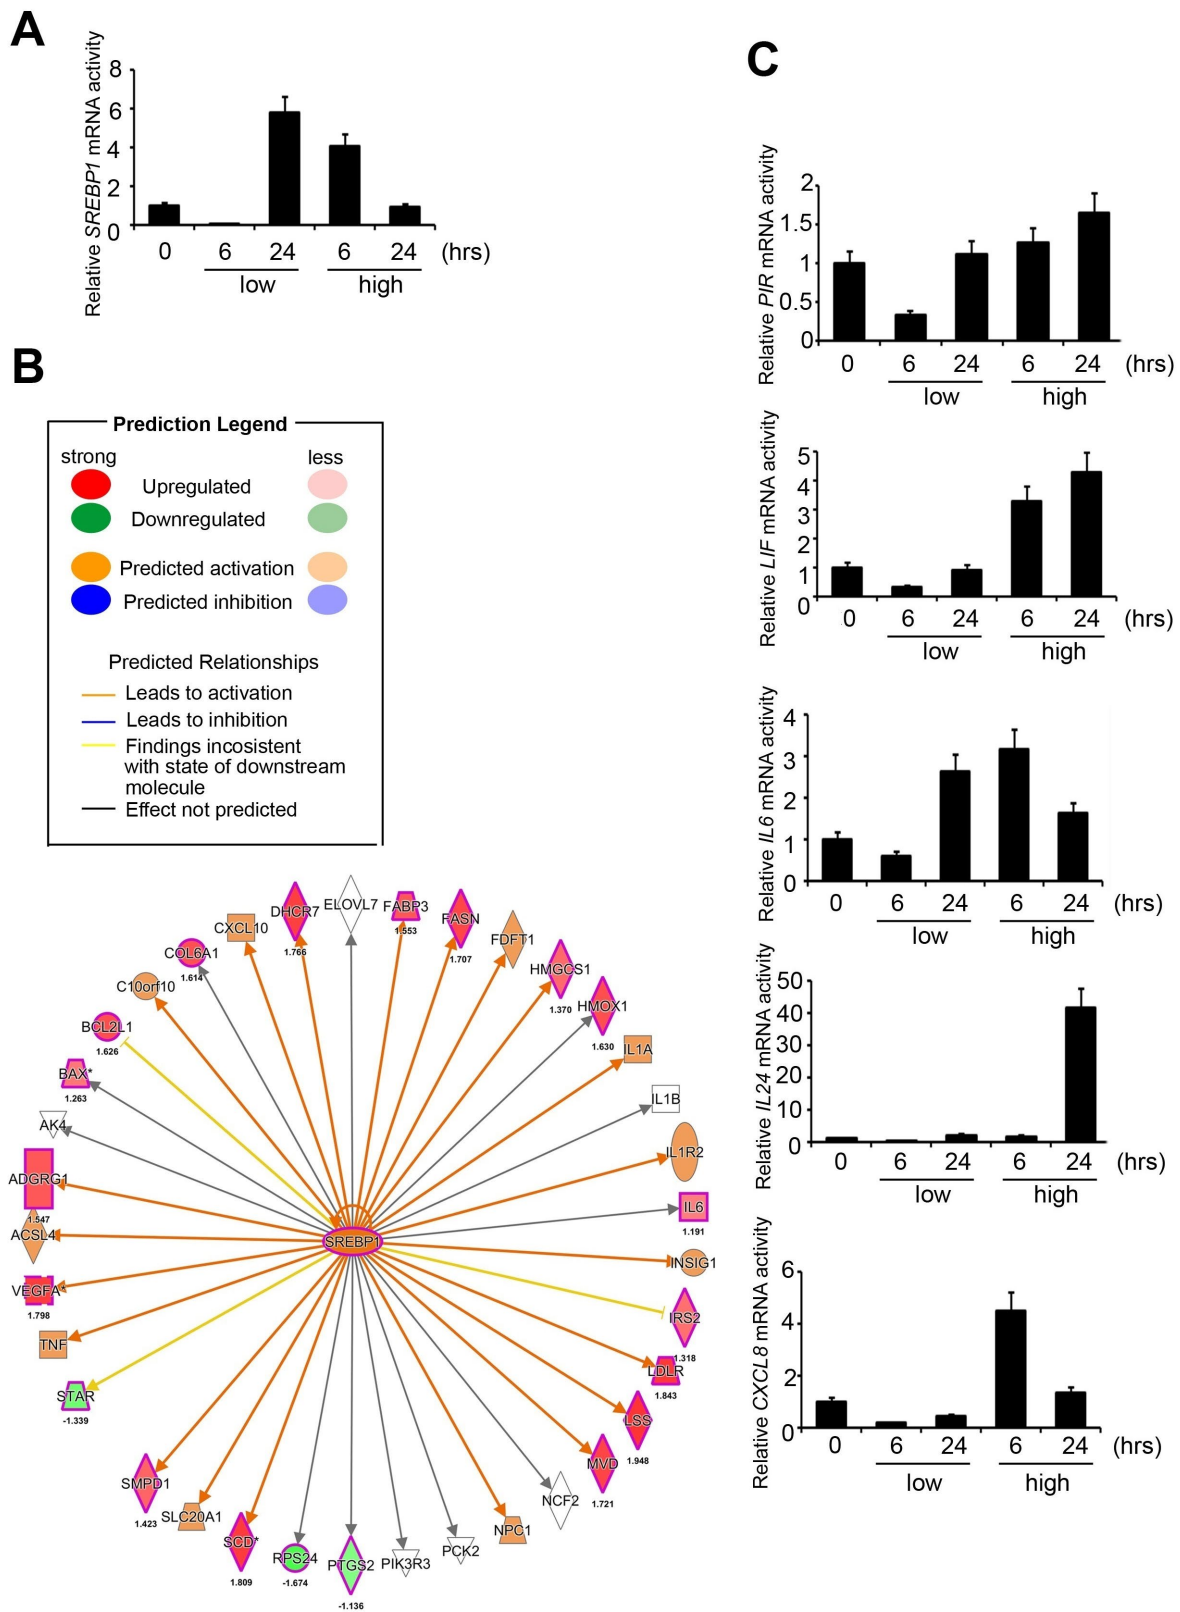 A
Relative SREBP1 mRNA activity
8
6
4
2
0
0 6 24 6 24 (hrs)
low high
B
Prediction Legend
strong less
Upregulated
Downregulated
Predicted activation
Predicted inhibition
Predicted Relationships
Leads to activation
Leads to inhibition
Findings incosistent
with state of downstream
molecule
Effect not predicted
ELOVL7
FABP3
1.553
FASN
1.707
FDFT1
HMGCS1
1.370
HMOX1
1.630
IL1A
IL1B
IL1R2
IL6
1.191
INSIG1
IRS2
1.318
LDLR
1.843
LSS
1.948
MVD
1.721
NCF2
NPC1
PCK2
PIK3R3
PTGS2
-1.136
RPS24
-1.674
SCD*
1.809
SLC20A1
SMPD1
1.423
STAR
-1.339
TNF
VEGFA*
1.798
ACSL4
ADGRG1
1.547
AK4
BAX*
1.263
BCL2L1
1.626
C10orf10
COL6A1
1.614
CXCL10
DHCR7
1.766
SREBP1
C
Relative PIR mRNA activity
2
1.5
1
0.5
0
0 6 24 6 24 (hrs)
low high
Relative LIF mRNA activity
5
4
3
2
1
0
0 6 24 6 24 (hrs)
low high
Relative IL6 mRNA activity
4
3
2
1
0
0 6 24 6 24 (hrs)
low high
Relative IL24 mRNA activity
50
40
30
20
10
0
0 6 24 6 24 (hrs)
low high
Relative CXCL8 mRNA activity
6
4
2
0
0 6 24 6 24 (hrs)
low high